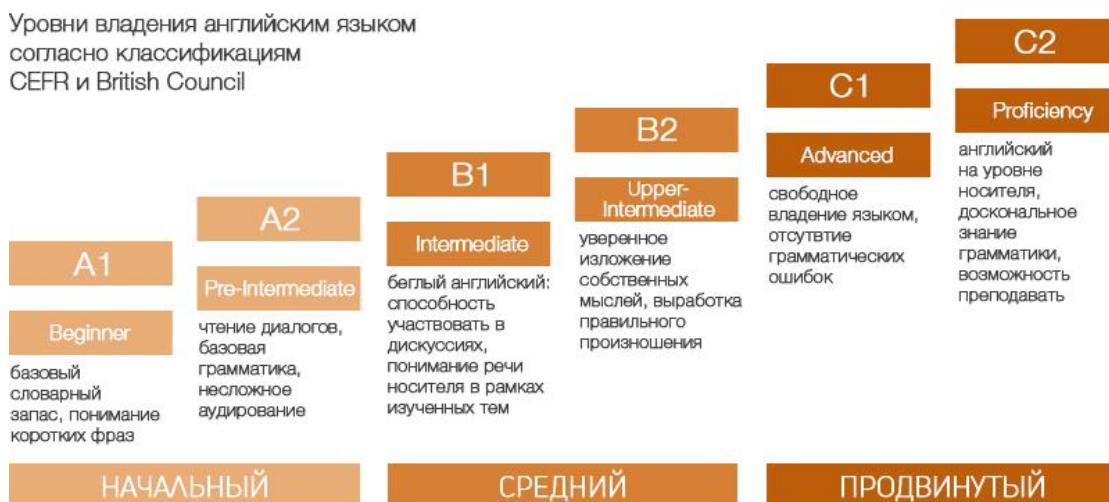 Уровни владения английским языком
согласно классификациям
CEFR и British Council
A1
Beginner
базовый
словарный
запас, понимание
коротких фраз
A2
Pre-Intermediate
чтение диалогов,
базовая
грамматика,
несложное
аудирование
B1
Intermediate
беглый английский:
способность
участвовать в
дискуссиях,
понимание речи
носителя в рамках
изученных тем
B2
Upper-
Intermediate
уверенное
изложение
собственных
мыслей, выработка
правильного
произношения
C1
Advanced
свободное
владение языком,
отсутвтие
грамматических
ошибок
C2
Proficiency
английский
на уровне
носителя,
доскональное
знание
грамматики,
возможность
преподавать
НАЧАЛЬНЫЙ
СРЕДНИЙ
ПРОДВИНУТЫЙ